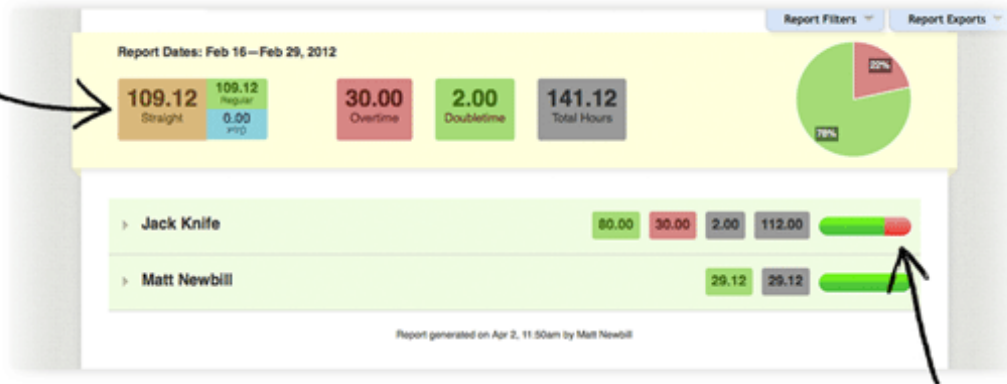 Report Filters Report Exports
Report Dates: Feb 16—Feb 29, 2012
109.12 Straight
109.12 Regular
0.00 PTO
30.00 Overtime
2.00 Doubletime
141.12 Total Hours
22%
78%
Jack Knife 80.00 30.00 2.00 112.00
Matt Newbill 29.12 29.12
Report generated on Apr 2, 11:50am by Matt Newbill